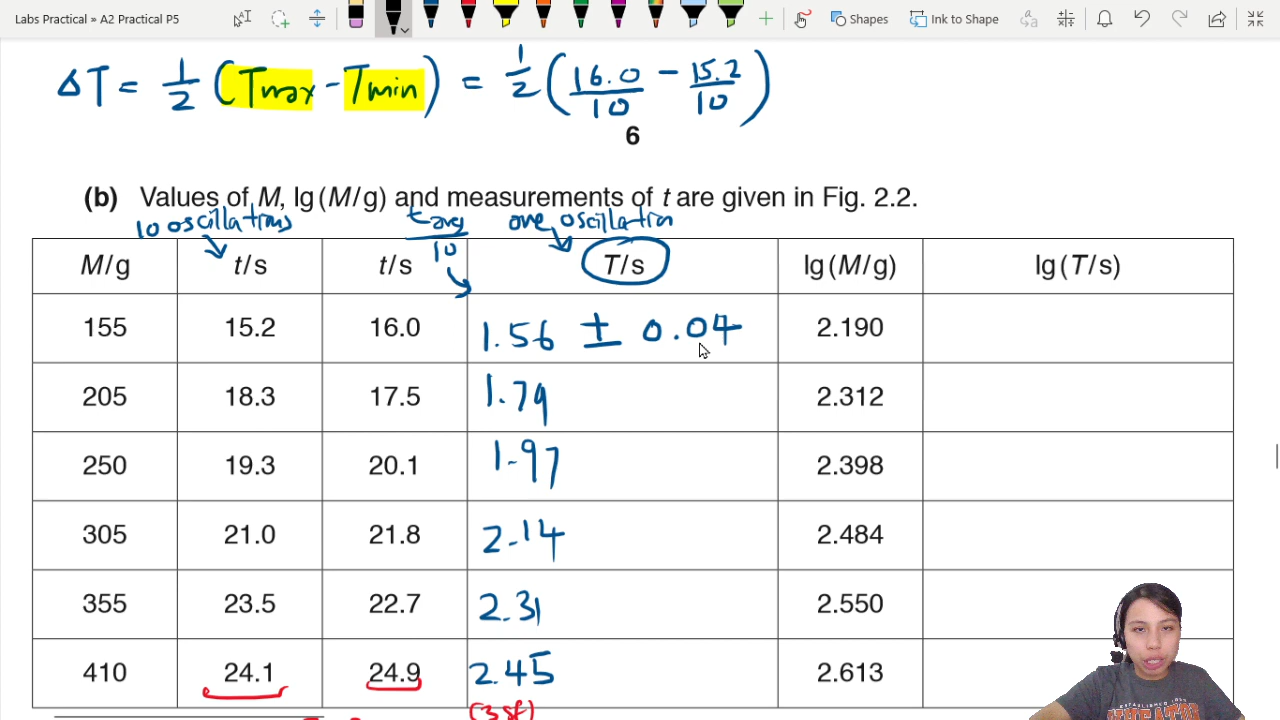 Labs Practical » A2 Practical P5
Shapes
Ink to Shape
ΔT = 1/2 (Tmax - Tmin) = 1/2 (16.0/10 - 15.2/10)
6
(b) Values of M, lg (M/g) and measurements of t are given in Fig. 2.2.
10 oscillations tavg/10 one oscillation
M/g t/s t/s T/s lg (M/g) lg (T/s)
155 15.2 16.0 1.56 ± 0.04 2.190
205 18.3 17.5 1.79 2.312
250 19.3 20.1 1.97 2.398
305 21.0 21.8 2.14 2.484
355 23.5 22.7 2.31 2.550
410 24.1 24.9 2.45 2.613
(3sf)